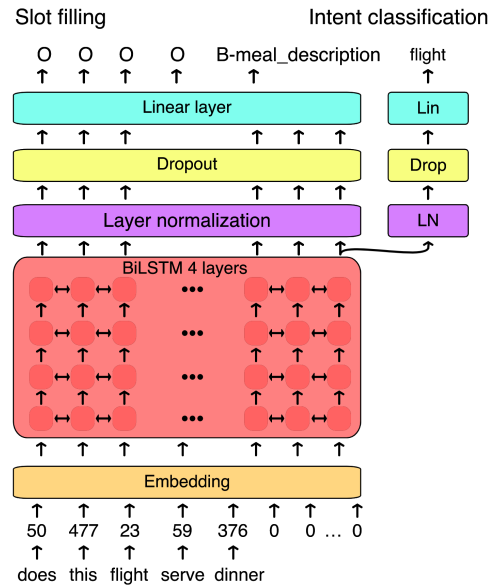 Slot filling Intent classification
O O O O B-meal_description flight
Linear layer Lin
Dropout Drop
Layer normalization LN
BiLSTM 4 layers
•••
•••
•••
•••
Embedding
50 477 23 59 376 0 0 ... 0
does this flight serve dinner